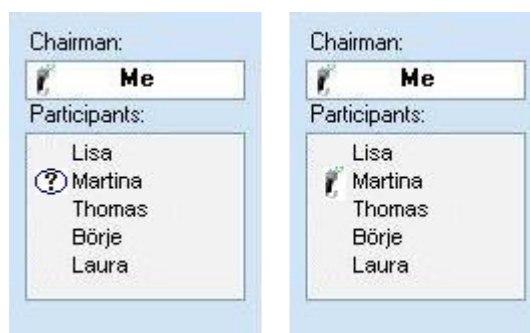 Chairman:
Me
Participants:
Lisa
? Martina
Thomas
Börje
Laura
Chairman:
Me
Participants:
Lisa
Martina
Thomas
Börje
Laura